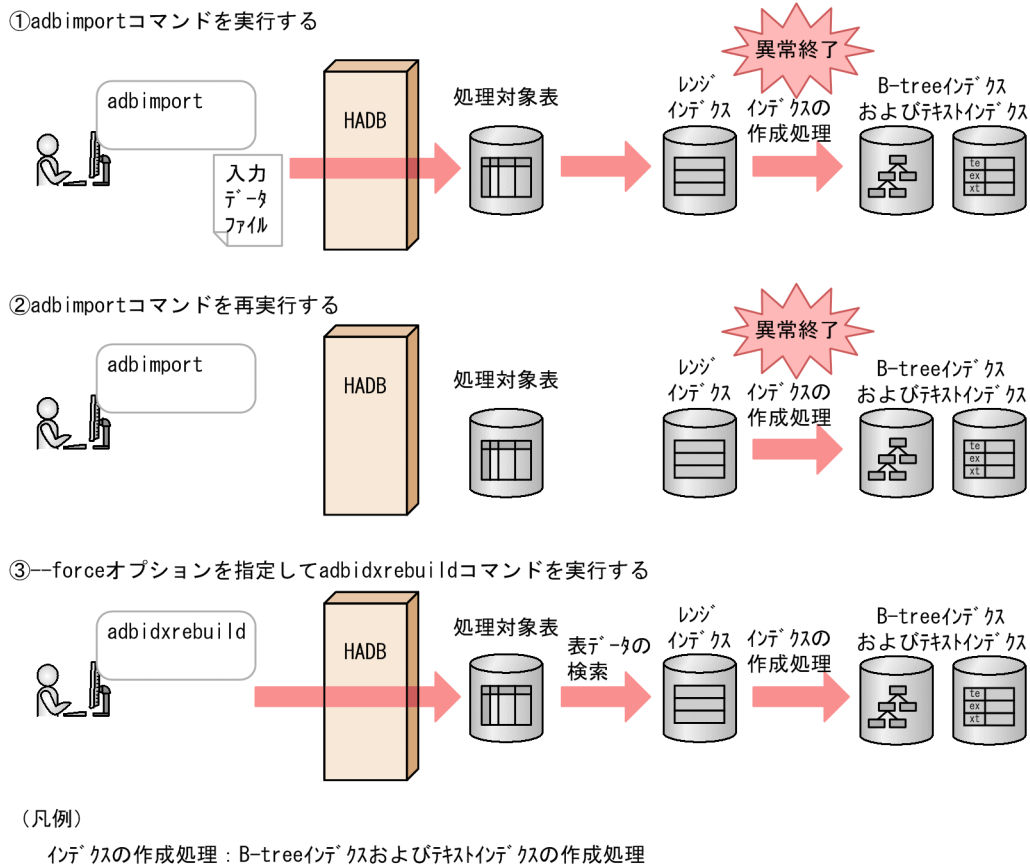 ①adbimportコマンドを実行する
異常終了
adbimport
HADB
処理対象表
レンジ
インデクス
インデクスの
作成処理
B-treeインデクス
およびテキストインデクス
入力
データ
ファイル
te
ex
xt
②adbimportコマンドを再実行する
異常終了
adbimport
HADB
処理対象表
レンジ
インデクス
インデクスの
作成処理
B-treeインデクス
およびテキストインデクス
te
ex
xt
③--forceオプションを指定してadbidxrebuildコマンドを実行する
adbidxrebuild
HADB
処理対象表
表データの
検索
レンジ
インデクス
インデクスの
作成処理
B-treeインデクス
およびテキストインデクス
te
ex
xt
(凡例)
インデクスの作成処理:B-treeインデクスおよびテキストインデクスの作成処理